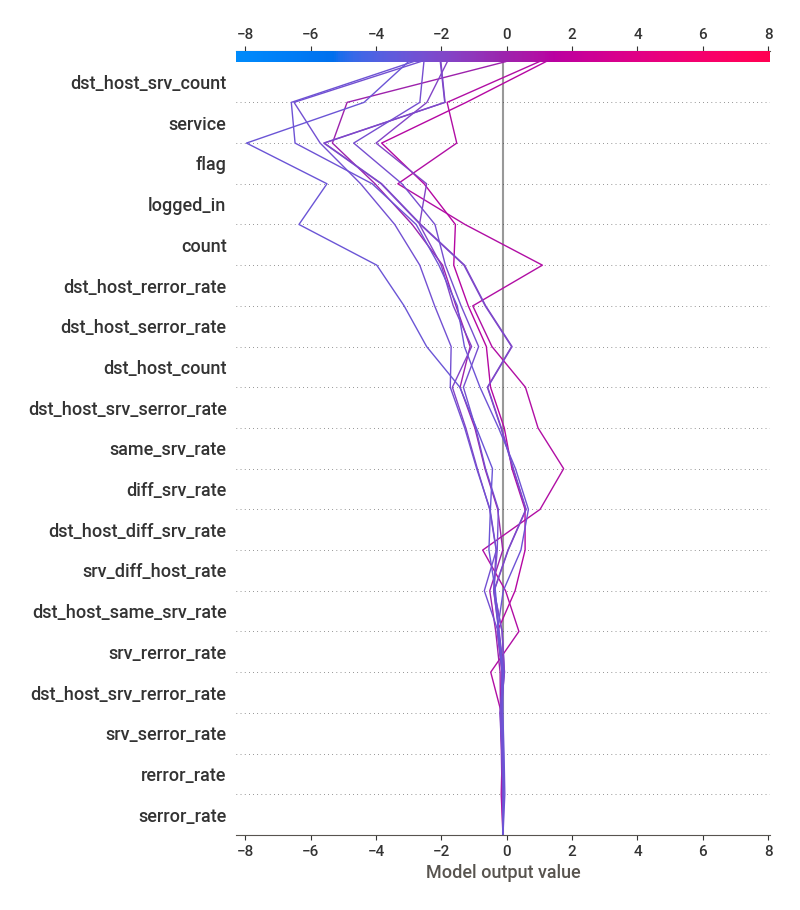 −8 −6 −4 −2 0 2 4 6 8
dst_host_srv_count
service
flag
logged_in
count
dst_host_rerror_rate
dst_host_serror_rate
dst_host_count
dst_host_srv_serror_rate
same_srv_rate
diff_srv_rate
dst_host_diff_srv_rate
srv_diff_host_rate
dst_host_same_srv_rate
srv_rerror_rate
dst_host_srv_rerror_rate
srv_serror_rate
rerror_rate
serror_rate
−8 −6 −4 −2 0 2 4 6 8
Model output value